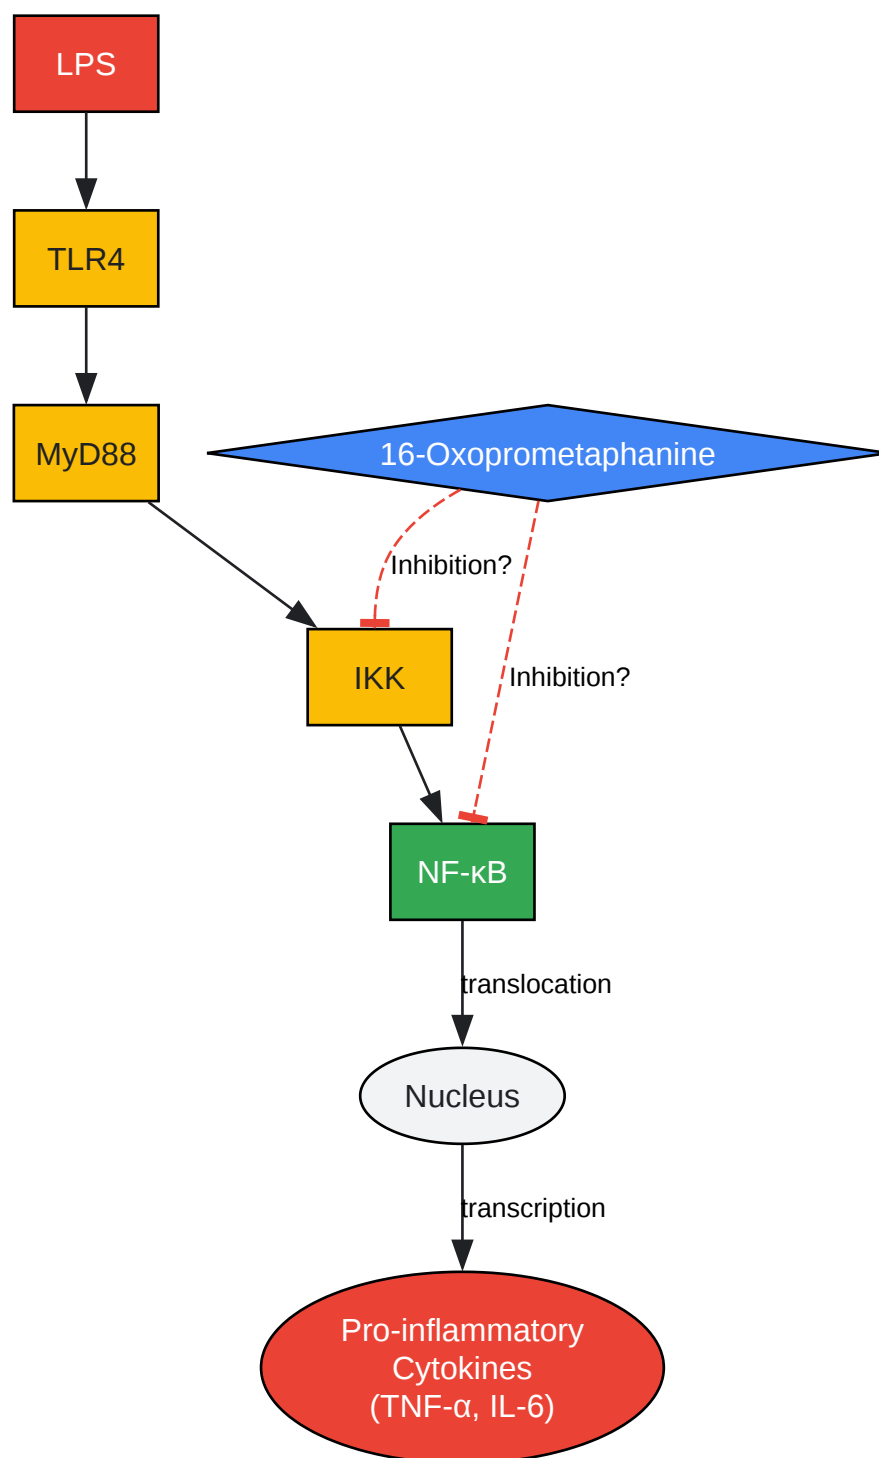 LPS
TLR4
MyD88
16-Oxoprometaphanine
Inhibition?
IKK
Inhibition?
NF-κB
translocation
Nucleus
transcription
Pro-inflammatory
Cytokines
(TNF-α, IL-6)